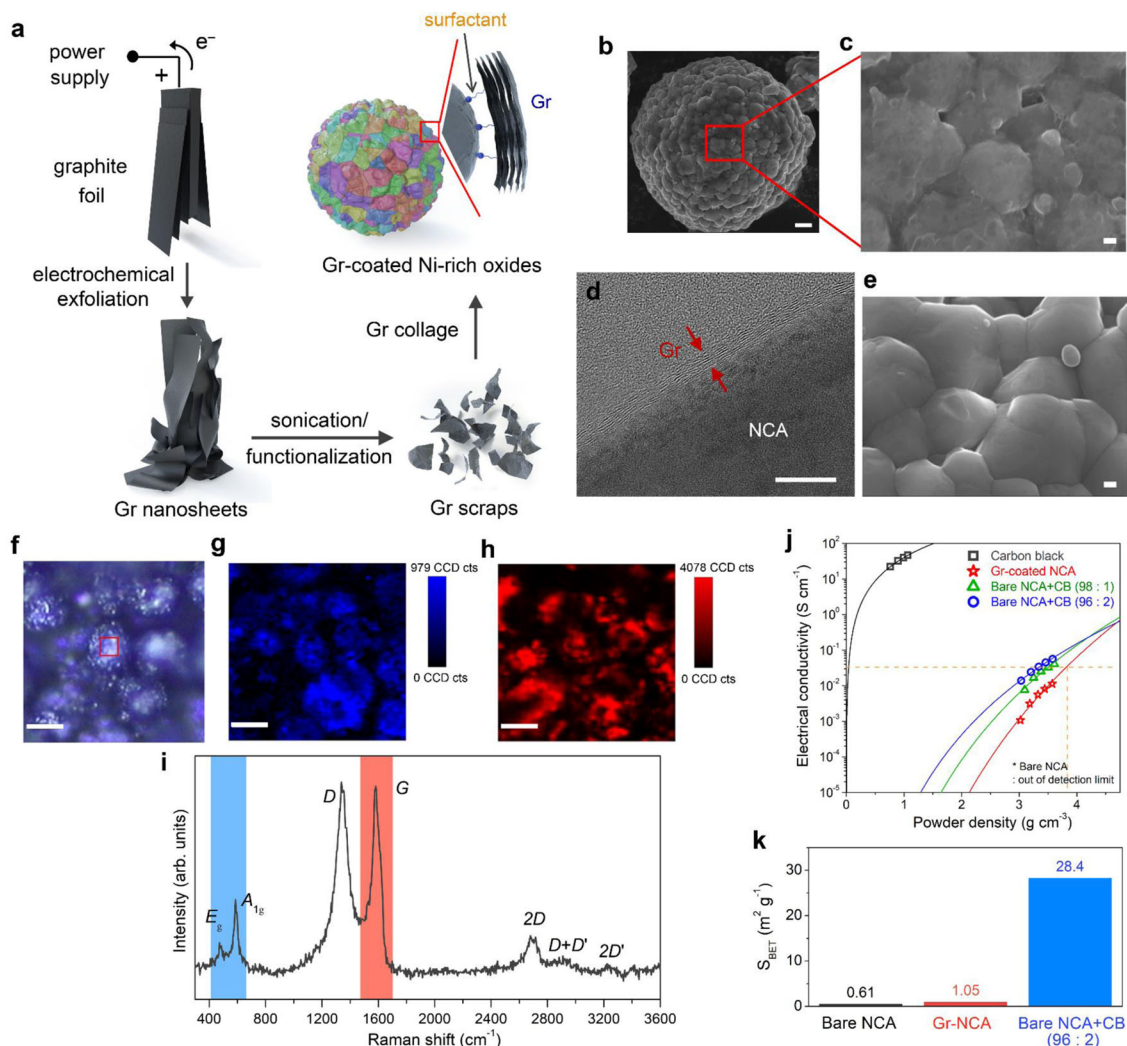 a
power
supply
e⁻
+
graphite
foil
surfactant
Gr
Gr-coated Ni-rich oxides
electrochemical
exfoliation
Gr collage
sonication/
functionalization
Gr nanosheets
Gr scraps
b
c
d
Gr
NCA
e
f
g
979 CCD cts
0 CCD cts
h
4078 CCD cts
0 CCD cts
i
Intensity (arb. units)
E_g
A_1g
D
G
2D
D+D'
2D'
400 800 1200 1600 2000 2400 2800 3200 3600
Raman shift (cm⁻¹)
j
Electrical conductivity (S cm⁻¹)
10²
10¹
10⁰
10⁻¹
10⁻²
10⁻³
10⁻⁴
10⁻⁵
Carbon black
Gr-coated NCA
Bare NCA+CB (98 : 1)
Bare NCA+CB (96 : 2)
* Bare NCA
: out of detection limit
0 1 2 3 4
Powder density (g cm⁻³)
k
S_BET (m² g⁻¹)
30
20
10
0
0.61
1.05
28.4
Bare NCA
Gr-NCA
Bare NCA+CB
(96 : 2)